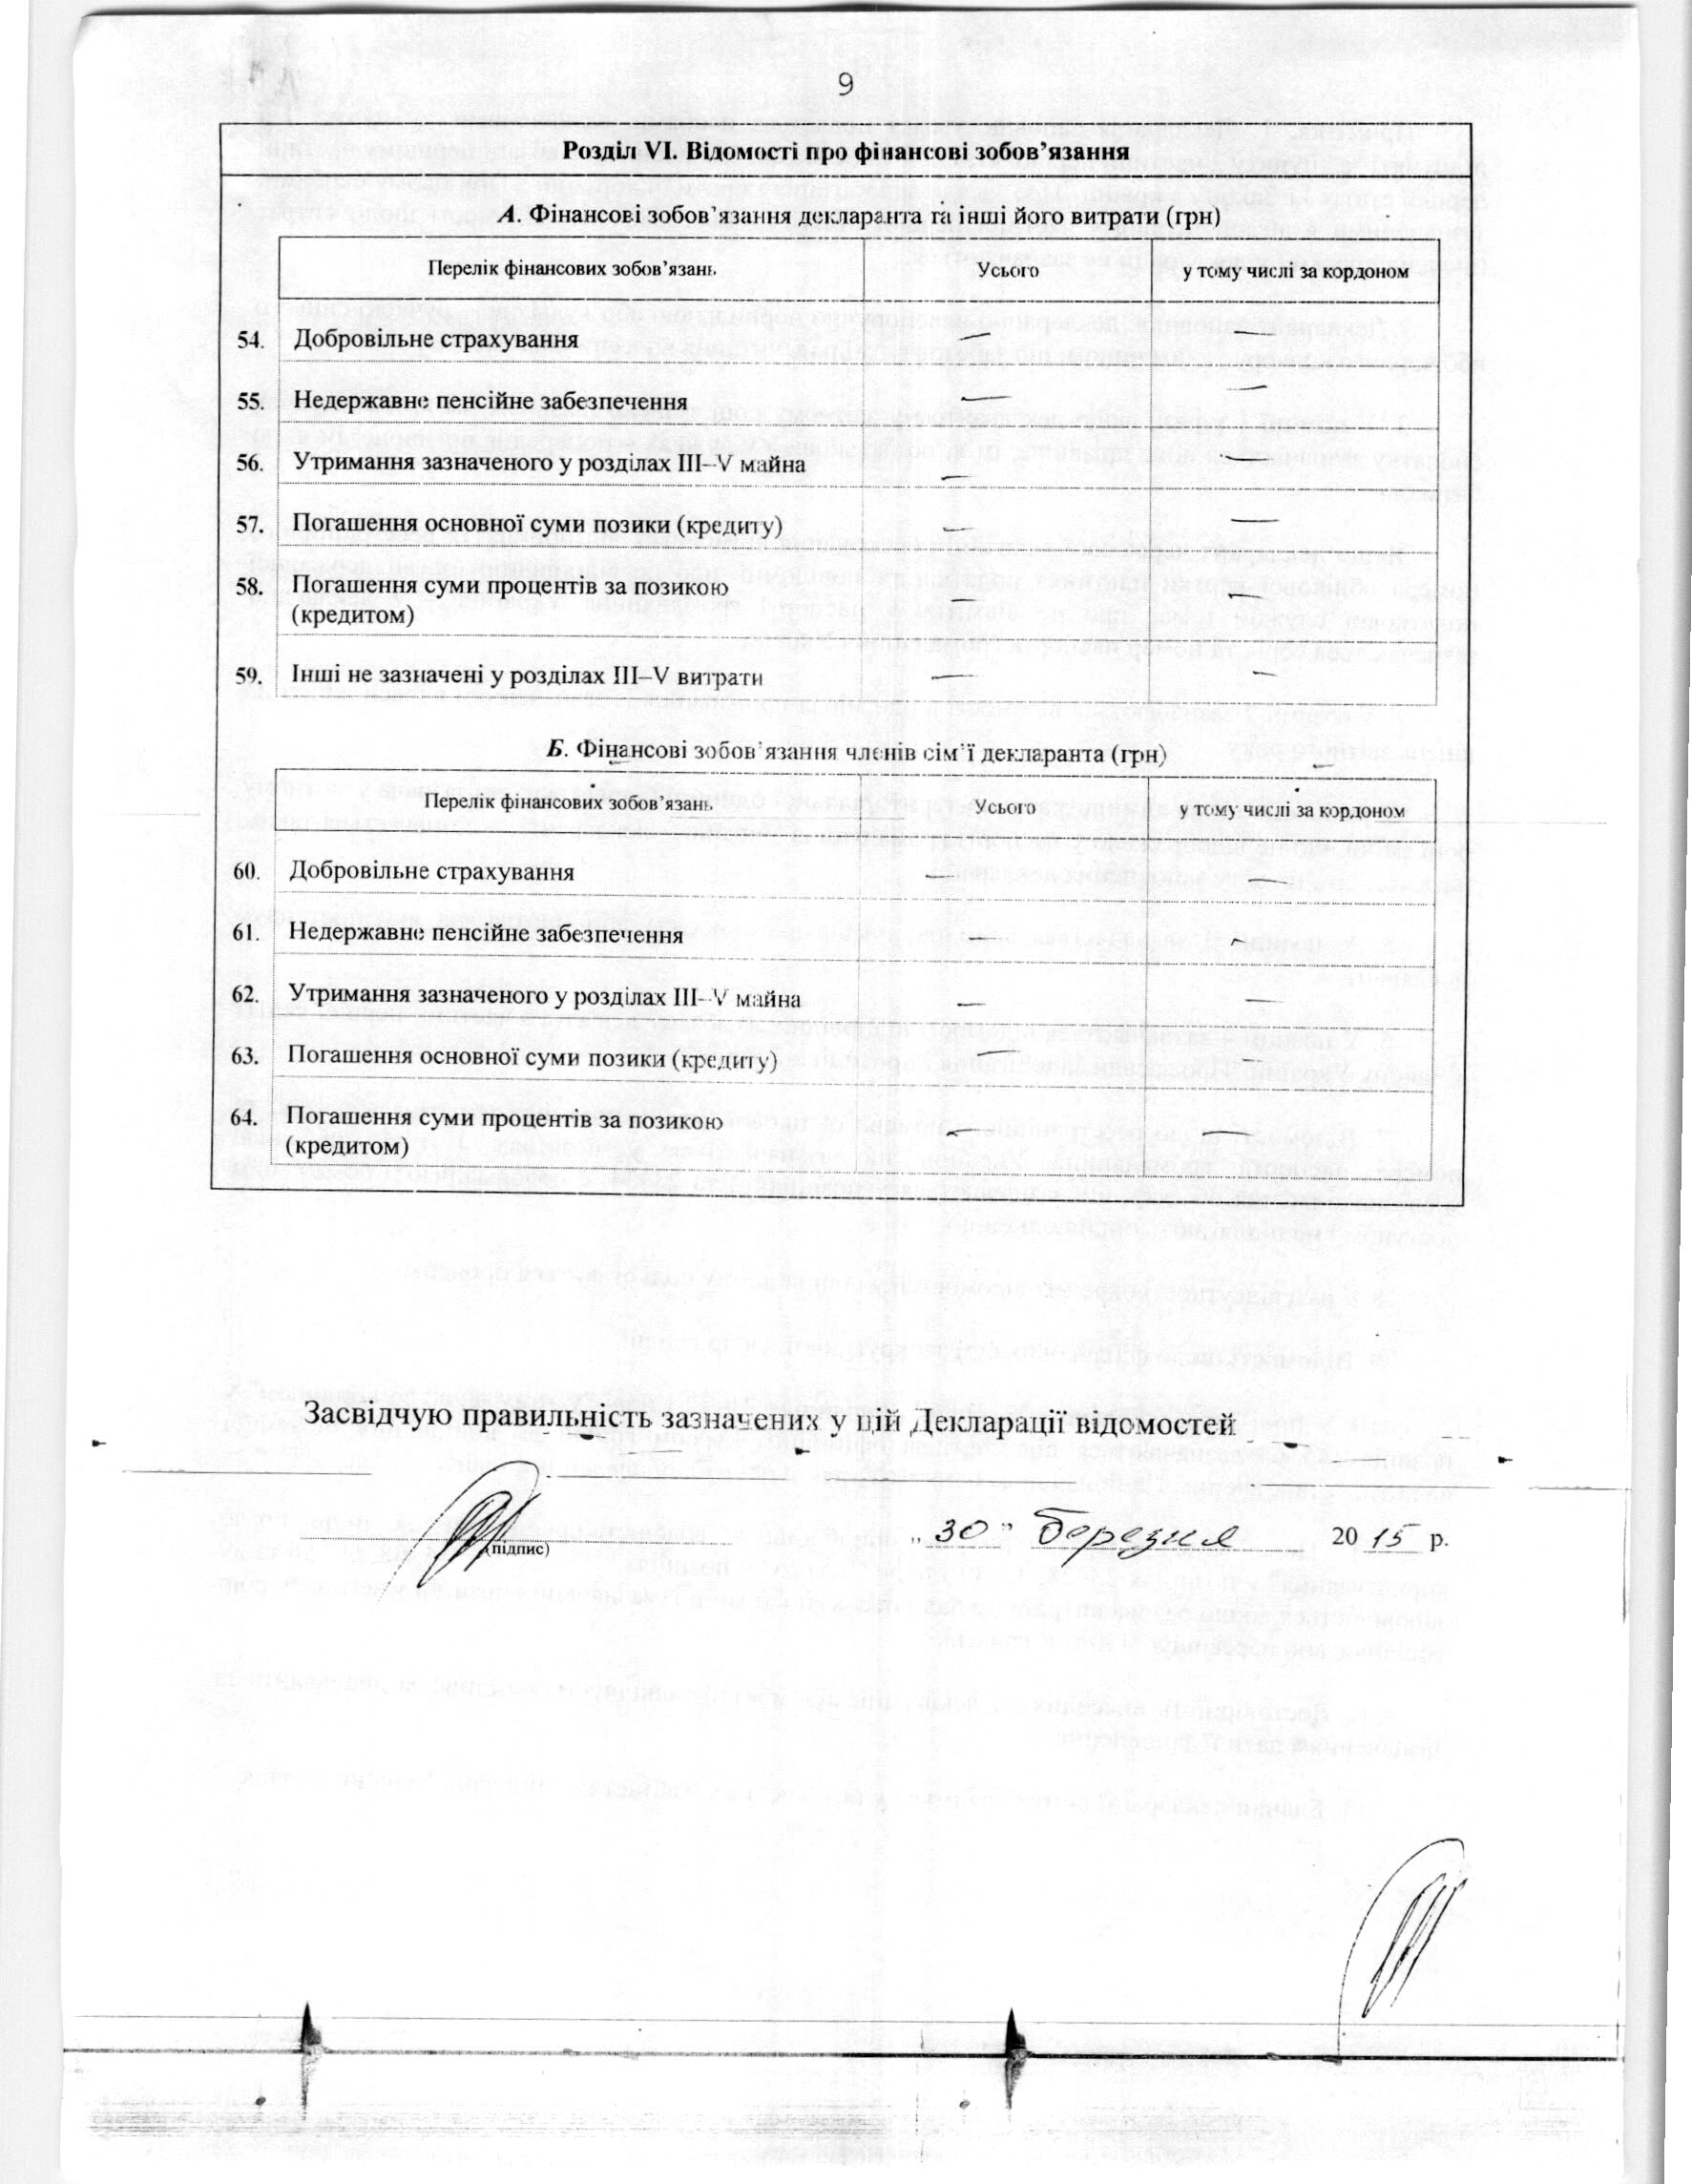 9
Розділ VI. Відомості про фінансові зобов’язання
А. Фінансові зобов’язання декларанта та інші його витрати (грн)
Перелік фінансових зобов’язань Усього у тому числі за кордоном
54. Добровільне страхування — —
55. Недержавне пенсійне забезпечення — —
56. Утримання зазначеного у розділах III–V майна — —
57. Погашення основної суми позики (кредиту) — —
58. Погашення суми процентів за позикою — —
(кредитом)
59. Інші не зазначені у розділах III–V витрати — —
Б. Фінансові зобов’язання членів сім’ї декларанта (грн)
Перелік фінансових зобов’язань Усього у тому числі за кордоном
60. Добровільне страхування — —
61. Недержавне пенсійне забезпечення — —
62. Утримання зазначеного у розділах III–V майна — —
63. Погашення основної суми позики (кредиту) — —
64. Погашення суми процентів за позикою — —
(кредитом)
Засвідчую правильність зазначених у цій Декларації відомостей
„ 30 ” березня 20 15 р.
(підпис)